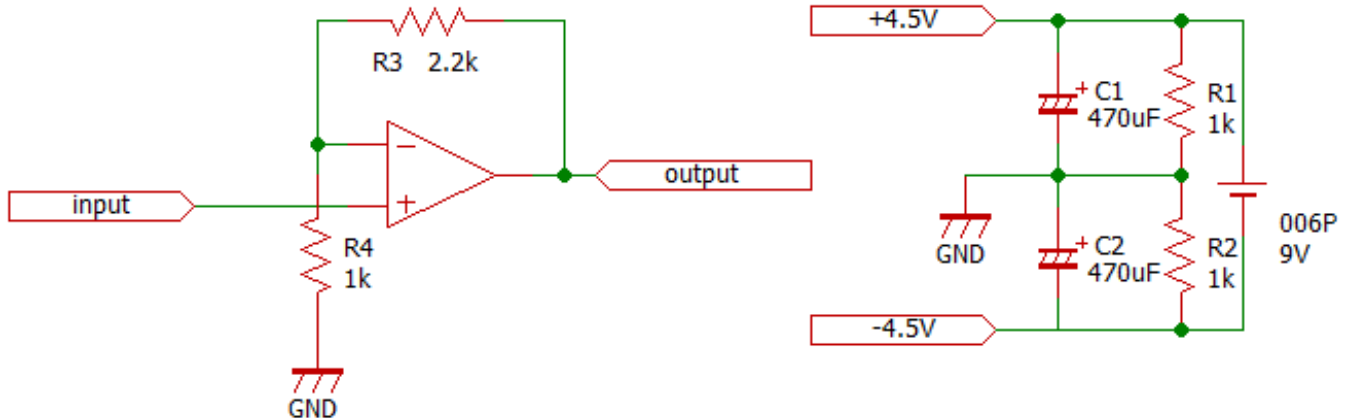 R3 2.2k
−
+
input
output
R4
1k
GND
+4.5V
+
C1
470uF
R1
1k
GND
+
C2
470uF
R2
1k
006P
9V
-4.5V